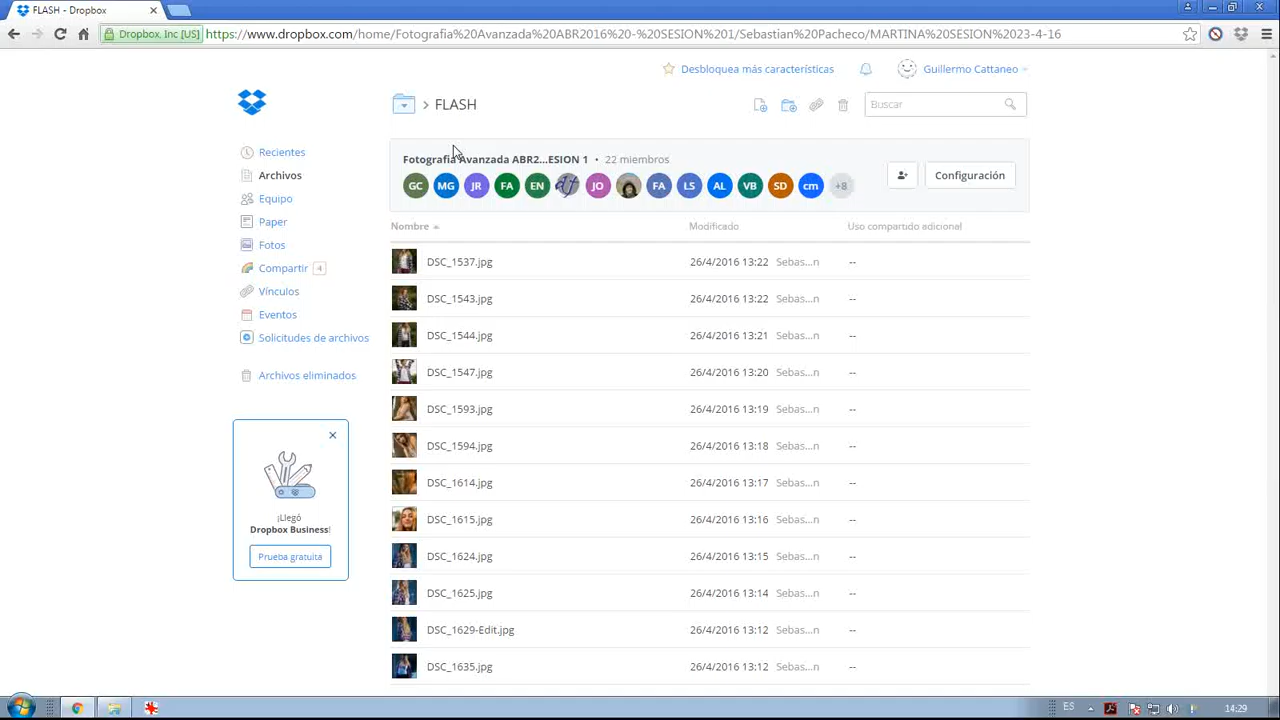 FLASH - Dropbox
Dropbox, Inc [US]
https://www.dropbox.com/home/Fotografia%20Avanzada%20ABR2016%20-%20SESION%201/Sebastian%20Pacheco/MARTINA%20SESION%2023-4-16
Desbloquea más características
Guillermo Cattaneo
FLASH
Buscar
Fotografia Avanzada ABR2...ESION 1 • 22 miembros
GC MG JR FA EN JO FA LS AL VB SD cm +8
Configuración
Recientes
Archivos
Equipo
Paper
Fotos
Compartir 4
Vínculos
Eventos
Solicitudes de archivos
Archivos eliminados
¡Llegó
Dropbox Business!
Prueba gratuita
Nombre Modificado Uso compartido adicional
DSC_1537.jpg 26/4/2016 13:22 Sebas...n --
DSC_1543.jpg 26/4/2016 13:22 Sebas...n --
DSC_1544.jpg 26/4/2016 13:21 Sebas...n --
DSC_1547.jpg 26/4/2016 13:20 Sebas...n --
DSC_1593.jpg 26/4/2016 13:19 Sebas...n --
DSC_1594.jpg 26/4/2016 13:18 Sebas...n --
DSC_1614.jpg 26/4/2016 13:17 Sebas...n --
DSC_1615.jpg 26/4/2016 13:16 Sebas...n --
DSC_1624.jpg 26/4/2016 13:15 Sebas...n --
DSC_1625.jpg 26/4/2016 13:14 Sebas...n --
DSC_1629-Edit.jpg 26/4/2016 13:12 Sebas...n --
DSC_1635.jpg 26/4/2016 13:12 Sebas...n --
ES
14:29